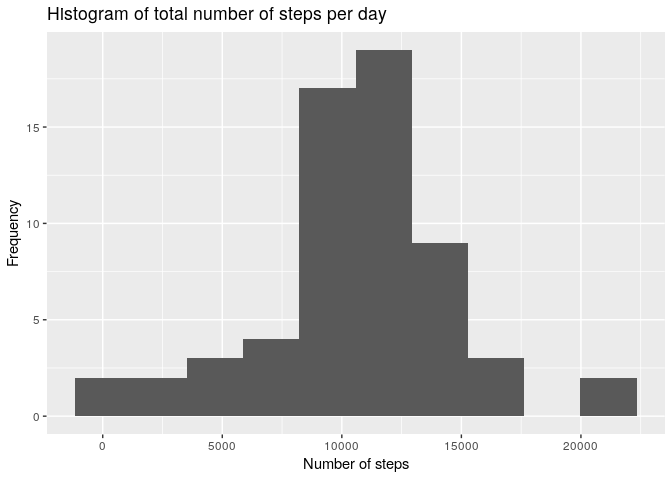 Histogram of total number of steps per day
15
10
5
0
Frequency
0 5000 10000 15000 20000
Number of steps